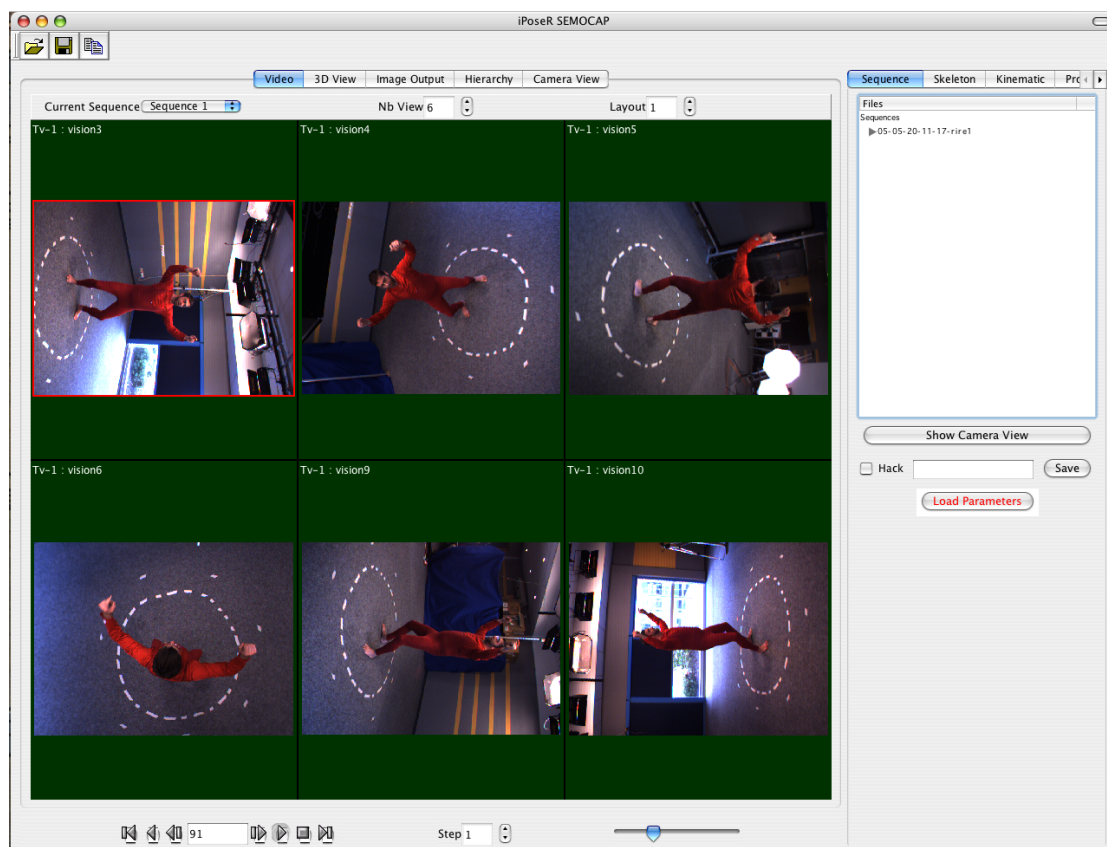 iPoseR SEMOCAP
Video 3D View Image Output Hierarchy Camera View
Sequence Skeleton Kinematic Pro
Current Sequence Sequence 1 Nb View 6 Layout 1
Files
Sequences
05-05-20-11-17-rire1
Tv-1 : vision3 Tv-1 : vision4 Tv-1 : vision5
Show Camera View
Tv-1 : vision6 Tv-1 : vision9 Tv-1 : vision10
Hack Save
Load Parameters
91 Step 1